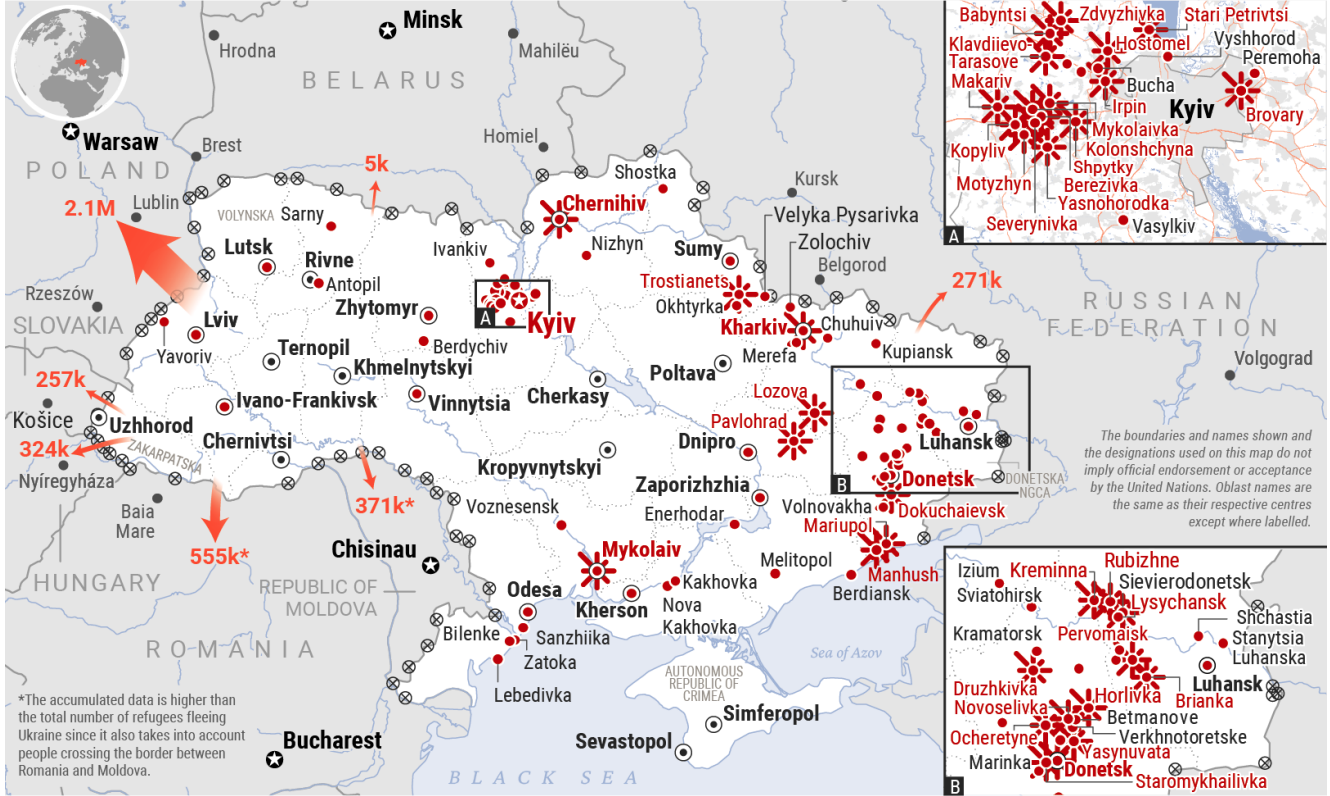 Minsk
Hrodna
Mahilëu
BELARUS
Warsaw
POLAND
Brest
Homiel
5k
2.1M
Lublin
Shostka
Kursk
VOLYNSKA
Sarny
Chernihiv
Velyka Pysarivka
Ivankiv
Nizhyn
Sumy
Zolochiv
Lutsk
Rivne
Belgorod
Antopil
Trostianets
271k
Rzeszów
Zhytomyr
Okhtyrka
RUSSIAN
FEDERATION
SLOVAKIA
Lviv
A
Kyiv
Kharkiv
Chuhuiv
Yavoriv
Berdychiv
Merefa
Kupiansk
Ternopil
Khmelnytskyi
Poltava
Volgograd
257k
Cherkasy
Lozova
Košice
Ivano-Frankivsk
Vinnytsia
Pavlohrad
Uzhhorod
Chernivtsi
Dnipro
Luhansk
324k
ZAKARPATSKA
Kropyvnytskyi
Donetsk
DONETSKA
NGCA
Nyíregyháza
Zaporizhzhia
B
Baia
Mare
371k*
Voznesensk
Enerhodar
Volnovakha
Dokuchaievsk
Mariupol
555k*
Chisinau
Mykolaiv
Melitopol
Manhush
HUNGARY
REPUBLIC OF
MOLDOVA
Odesa
Kherson
Kakhovka
Berdiansk
Nova
Kakhovka
Bilenke
Sanzhiika
ROMANIA
Zatoka
Sea of Azov
Lebedivka
AUTONOMOUS
REPUBLIC OF
CRIMEA
Simferopol
Sevastopol
Bucharest
BLACK SEA
*The accumulated data is higher than
the total number of refugees fleeing
Ukraine since it also takes into account
people crossing the border between
Romania and Moldova.
The boundaries and names shown and
the designations used on this map do not
imply official endorsement or acceptance
by the United Nations. Oblast names are
the same as their respective centres
except where labelled.
Babyntsi
Zdvyzhivka
Stari Petrivtsi
Klavdiievo-
Tarasove
Hostomel
Vyshhorod
Peremoha
Makariv
Bucha
Irpin
Kyiv
Brovary
Mykolaivka
Kopyliv
Kolonshchyna
Shpytky
Motyzhyn
Berezivka
Yasnohorodka
Severynivka
Vasylkiv
A
Izium
Kreminna
Rubizhne
Sviatohirsk
Sievierodonetsk
Lysychansk
Shchastia
Kramatorsk
Pervomaisk
Stanytsia
Luhanska
Druzhkivka
Luhansk
Novoselivka
Horlivka
Brianka
Betmanove
Ocheretyne
Verkhnotoretske
Yasynuvata
Marinka
Donetsk
Staromykhailivka
B